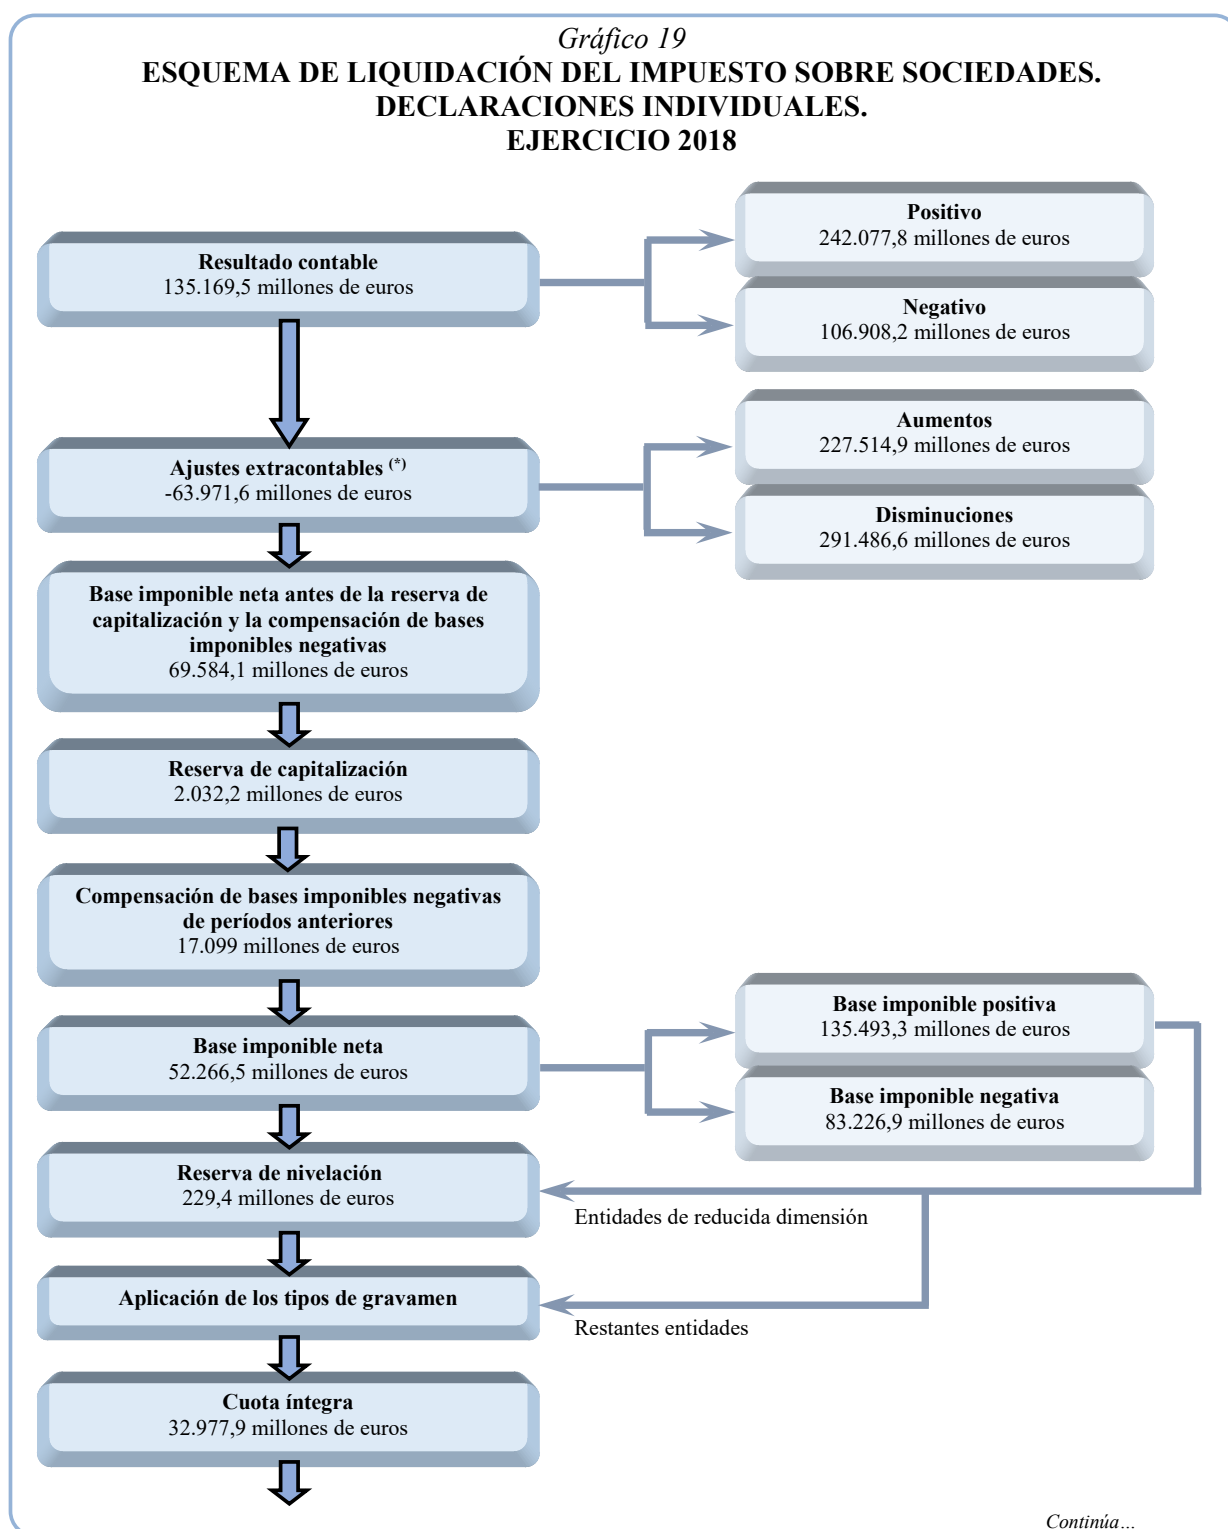 Gráfico 19
ESQUEMA DE LIQUIDACIÓN DEL IMPUESTO SOBRE SOCIEDADES.
DECLARACIONES INDIVIDUALES.
EJERCICIO 2018
Resultado contable
135.169,5 millones de euros
Positivo
242.077,8 millones de euros
Negativo
106.908,2 millones de euros
Ajustes extracontables (*)
-63.971,6 millones de euros
Aumentos
227.514,9 millones de euros
Disminuciones
291.486,6 millones de euros
Base imponible neta antes de la reserva de
capitalización y la compensación de bases
imponibles negativas
69.584,1 millones de euros
Reserva de capitalización
2.032,2 millones de euros
Compensación de bases imponibles negativas
de períodos anteriores
17.099 millones de euros
Base imponible neta
52.266,5 millones de euros
Base imponible positiva
135.493,3 millones de euros
Base imponible negativa
83.226,9 millones de euros
Reserva de nivelación
229,4 millones de euros
Entidades de reducida dimensión
Aplicación de los tipos de gravamen
Restantes entidades
Cuota íntegra
32.977,9 millones de euros
Continúa…